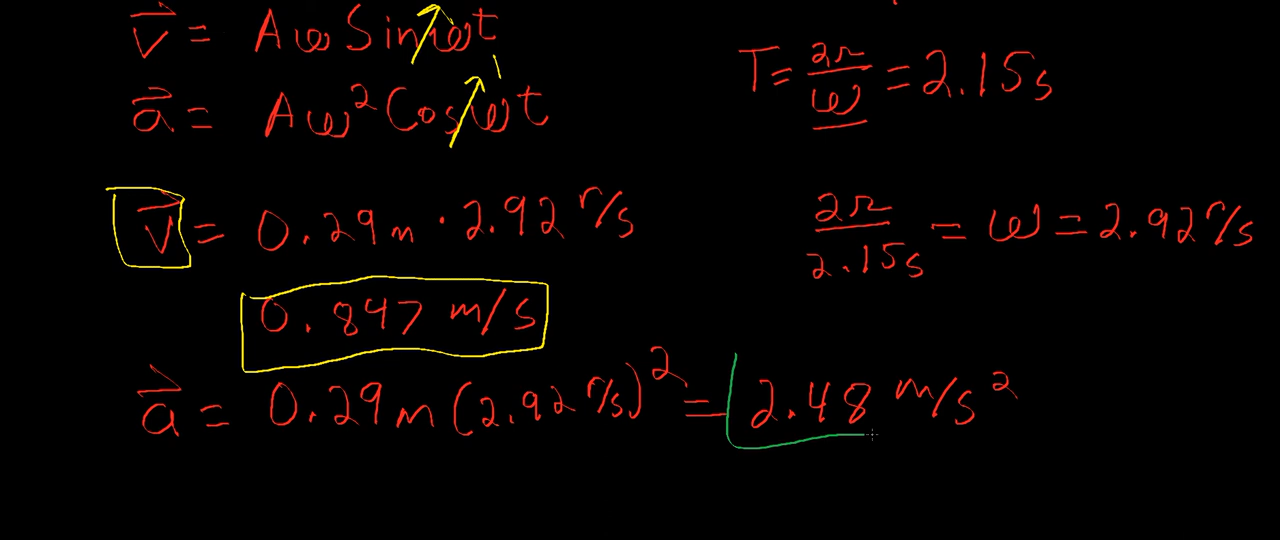 v⃗ = Aω Sin ωt
a⃗ = Aω² Cos ωt
T = 2π/ω = 2.15s
v⃗ = 0.29m · 2.92 r/s
2π/2.15s = ω = 2.92 r/s
0.847 m/s
a⃗ = 0.29m (2.92 r/s)² = 2.48 m/s²